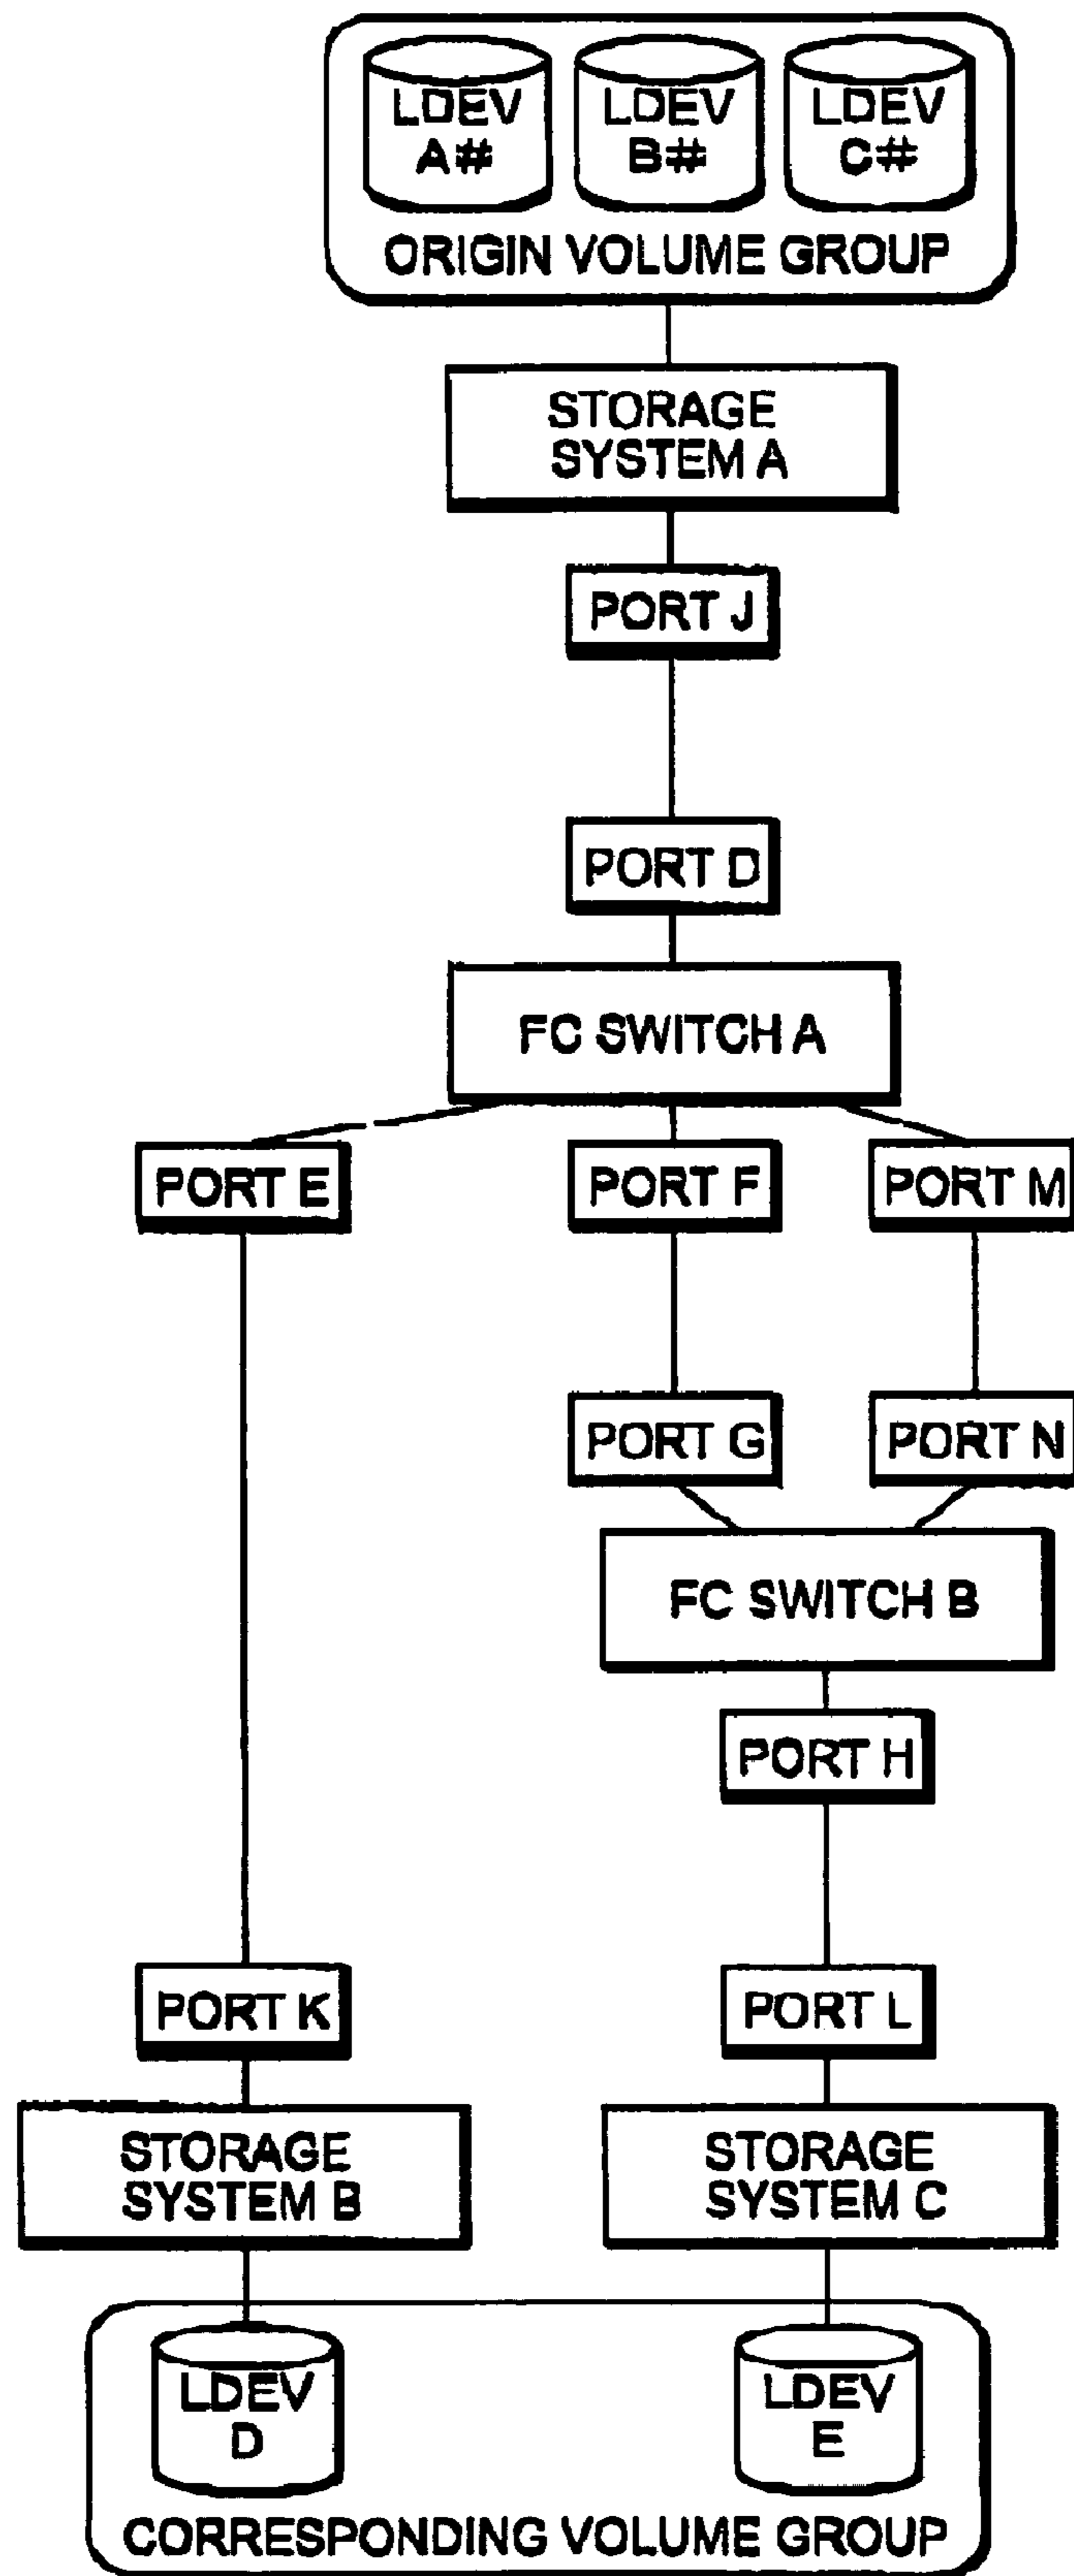 LDEV
A#
LDEV
B#
LDEV
C#
ORIGIN VOLUME GROUP
STORAGE
SYSTEM A
PORT J
PORT D
FC SWITCH A
PORT E
PORT F
PORT M
PORT G
PORT N
FC SWITCH B
PORT H
PORT K
PORT L
STORAGE
SYSTEM B
STORAGE
SYSTEM C
LDEV
D
LDEV
E
CORRESPONDING VOLUME GROUP